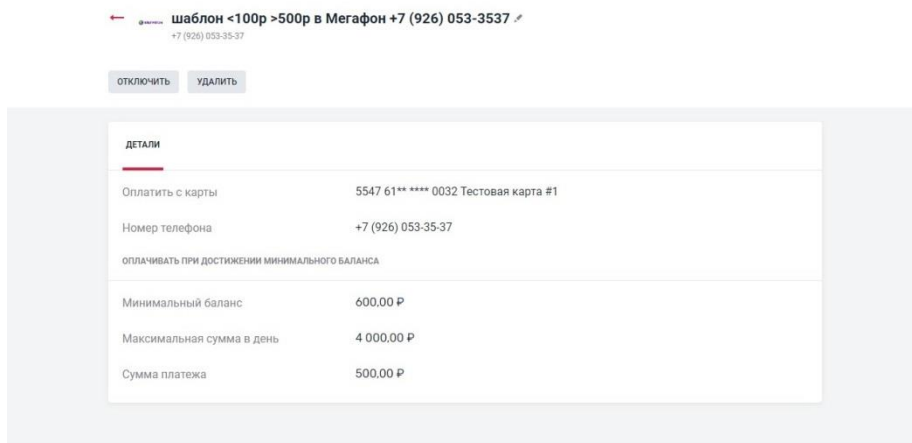 шаблон <100р >500р в Мегафон +7 (926) 053-3537
+7 (926) 053-35-37
ОТКЛЮЧИТЬ УДАЛИТЬ
ДЕТАЛИ
Оплатить с карты 5547 61** **** 0032 Тестовая карта #1
Номер телефона +7 (926) 053-35-37
ОПЛАЧИВАТЬ ПРИ ДОСТИЖЕНИИ МИНИМАЛЬНОГО БАЛАНСА
Минимальный баланс 600,00 ₽
Максимальная сумма в день 4 000,00 ₽
Сумма платежа 500,00 ₽